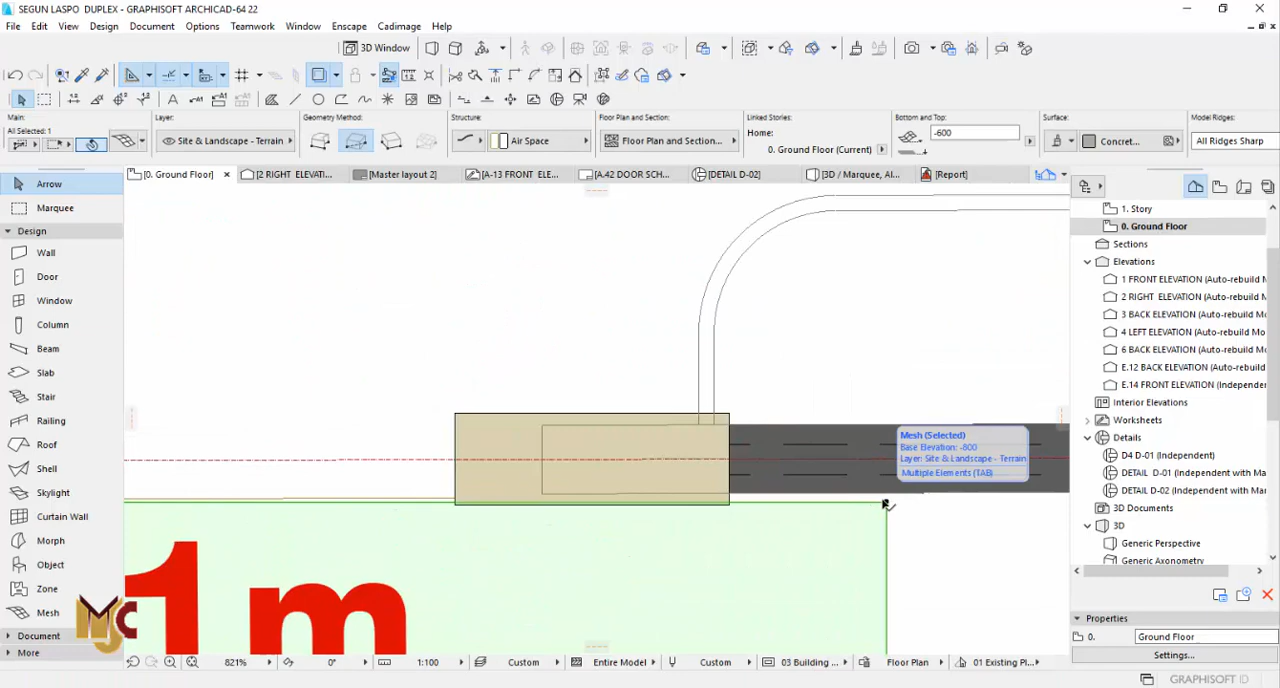 SEGUN LASPO DUPLEX - GRAPHISOFT ARCHICAD-64 22
File Edit View Design Document Options Teamwork Window Enscape Cadimage Help
3D Window
Main: Layer: Geometry Method: Structure: Floor Plan and Section: Linked Stories: Bottom and Top: Surface: Model Ridges:
All Selected: 1
Site & Landscape - Terrain
Air Space
Floor Plan and Section...
Home:
0. Ground Floor (Current)
-600
Concret...
All Ridges Sharp
[0. Ground Floor]
[2 RIGHT ELEVATI...
[Master layout 2]
[A-13 FRONT ELE...
[A.42 DOOR SCH...
[DETAIL D-02]
[3D / Marquee, Al...
[Report]
Arrow
Marquee
Design
Wall
Door
Window
Column
Beam
Slab
Stair
Railing
Roof
Shell
Skylight
Curtain Wall
Morph
Object
Zone
Mesh
Document
More
MJC
Mesh (Selected)
Base Elevation: -800
Layer: Site & Landscape - Terrain
Multiple Elements (TAB)
1m
1. Story
0. Ground Floor
Sections
Elevations
1 FRONT ELEVATION (Auto-rebuild M
2 RIGHT ELEVATION (Auto-rebuild M
3 BACK ELEVATION (Auto-rebuild Mo
4 LEFT ELEVATION (Auto-rebuild Mo
6 BACK ELEVATION (Auto-rebuild Mo
E.12 BACK ELEVATION (Auto-rebuild
E.14 FRONT ELEVATION (Independen
Interior Elevations
Worksheets
Details
D4 D-01 (Independent)
DETAIL D-01 (Independent with Mar
DETAIL D-02 (Independent with Mar
3D Documents
3D
Generic Perspective
Generic Axonometry
Properties
0. Ground Floor
Settings...
821% 0° 1:100 Custom Entire Model Custom 03 Building ... Floor Plan 01 Existing Pl...
GRAPHISOFT ID